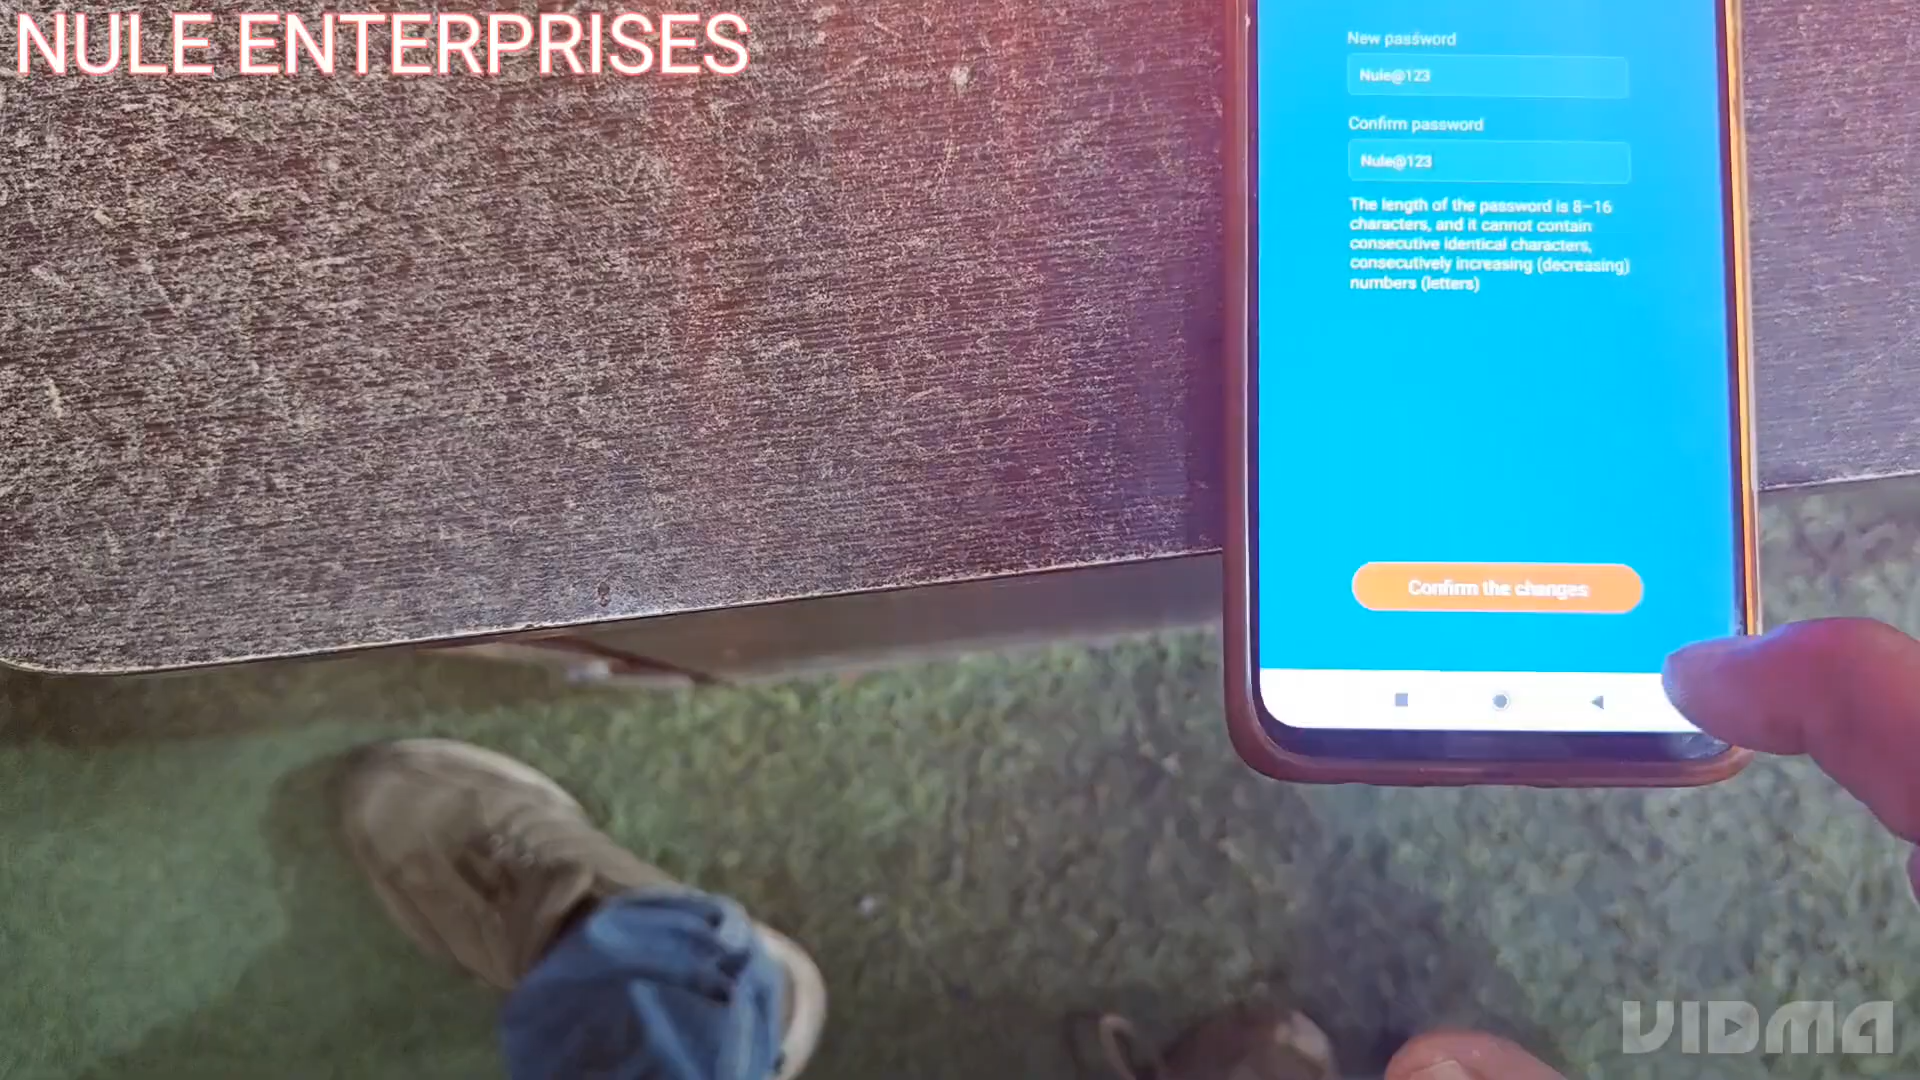 NULE ENTERPRISES
New password
Nule@123
Confirm password
Nule@123
The length of the password is 8-16
characters, and it cannot contain
consecutive identical characters,
consecutively increasing (decreasing)
numbers (letters)
Confirm the changes
VIDMA